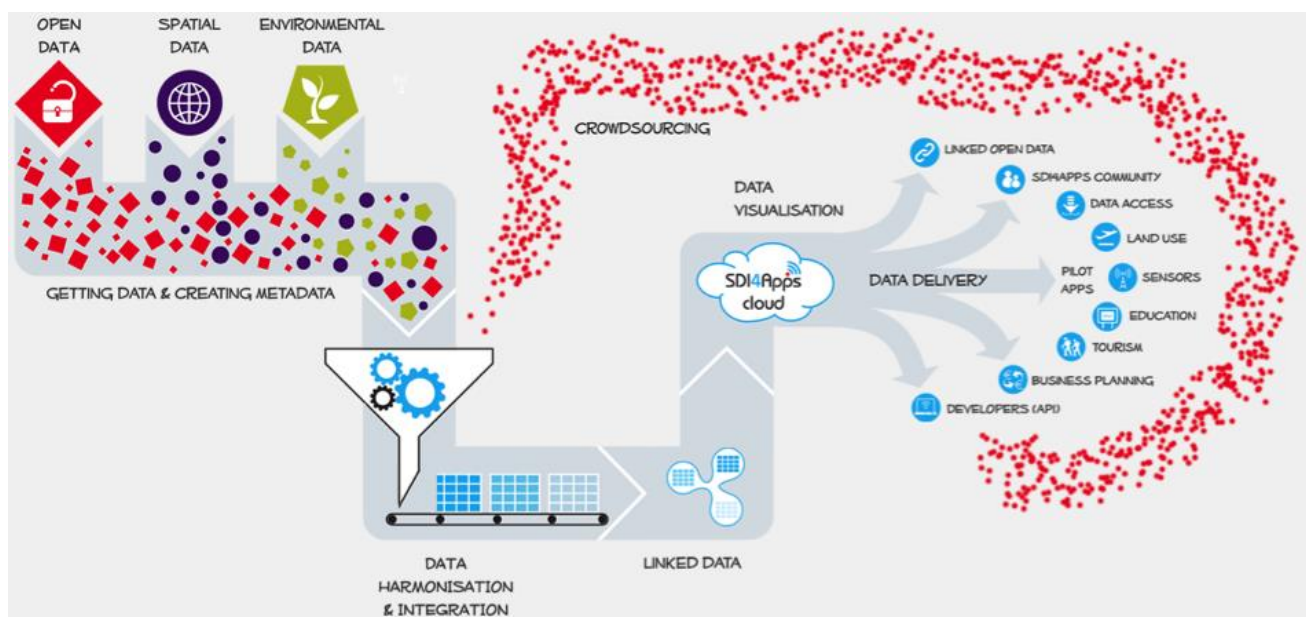 OPEN
DATA
SPATIAL
DATA
ENVIRONMENTAL
DATA
GETTING DATA & CREATING METADATA
CROWDSOURCING
DATA
HARMONISATION
& INTEGRATION
LINKED DATA
DATA
VISUALISATION
SDI4Apps
cloud
DATA DELIVERY
LINKED OPEN DATA
SDI4APPS COMMUNITY
DATA ACCESS
LAND USE
PILOT
APPS
SENSORS
EDUCATION
TOURISM
BUSINESS PLANNING
DEVELOPERS (API)